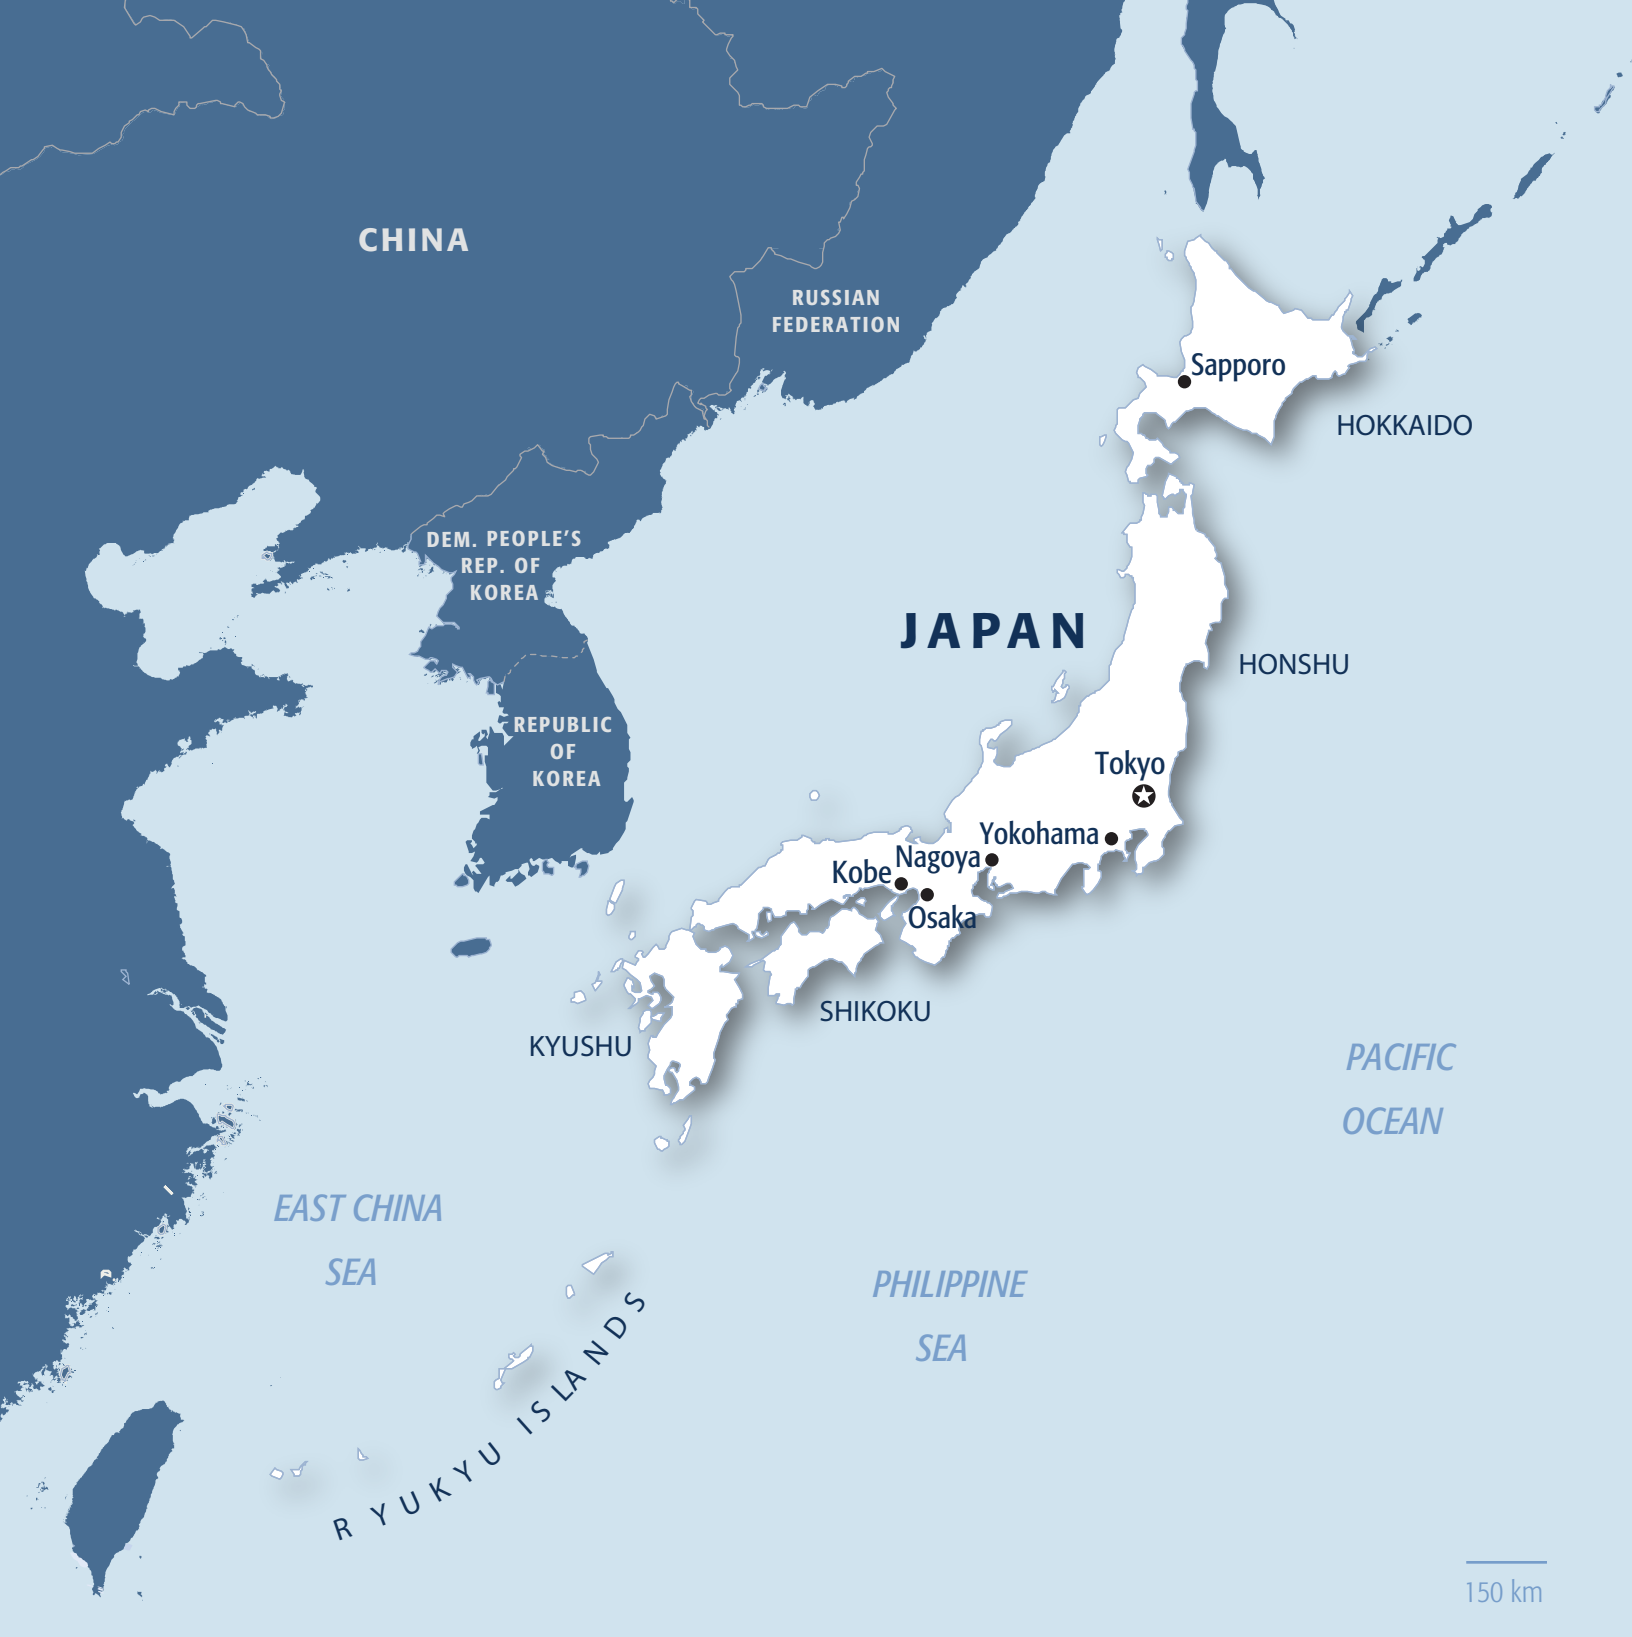 CHINA
RUSSIAN
FEDERATION
Sapporo
HOKKAIDO
DEM. PEOPLE'S
REP. OF
KOREA
JAPAN
HONSHU
REPUBLIC
OF
KOREA
Tokyo
Yokohama
Nagoya
Kobe
Osaka
SHIKOKU
KYUSHU
PACIFIC
OCEAN
EAST CHINA
SEA
PHILIPPINE
SEA
RYUKYU ISLANDS
150 km